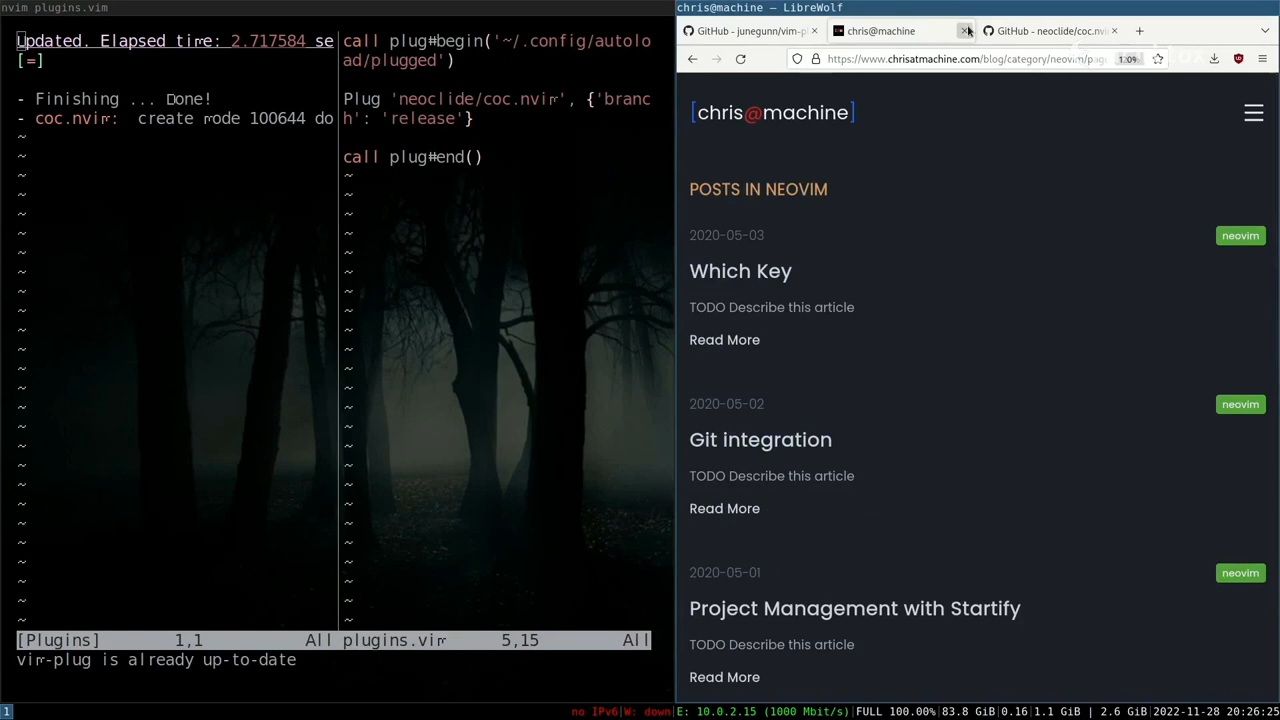 nvim plugins.vim
chris@machine — LibreWolf
GitHub - junegunn/vim-pl
chris@machine
GitHub - neoclide/coc.nvi
https://www.chrisatmachine.com/blog/category/neovim/page
120%
Updated. Elapsed time: 2.717584 se
[=]
- Finishing ... Done!
- coc.nvim: create mode 100644 do
call plug#begin('~/.config/autolo
ad/plugged')
Plug 'neoclide/coc.nvim', {'branc
h': 'release'}
call plug#end()
[chris@machine]
POSTS IN NEOVIM
2020-05-03
neovim
Which Key
TODO Describe this article
Read More
2020-05-02
neovim
Git integration
TODO Describe this article
Read More
2020-05-01
neovim
Project Management with Startify
TODO Describe this article
Read More
[Plugins] 1,1 All
plugins.vim 5,15 All
vim-plug is already up-to-date
1
no IPv6|W: down|E: 10.0.2.15 (1000 Mbit/s)|FULL 100.00%|83.8 GiB|0.16|1.1 GiB | 2.6 GiB|2022-11-28 20:26:25